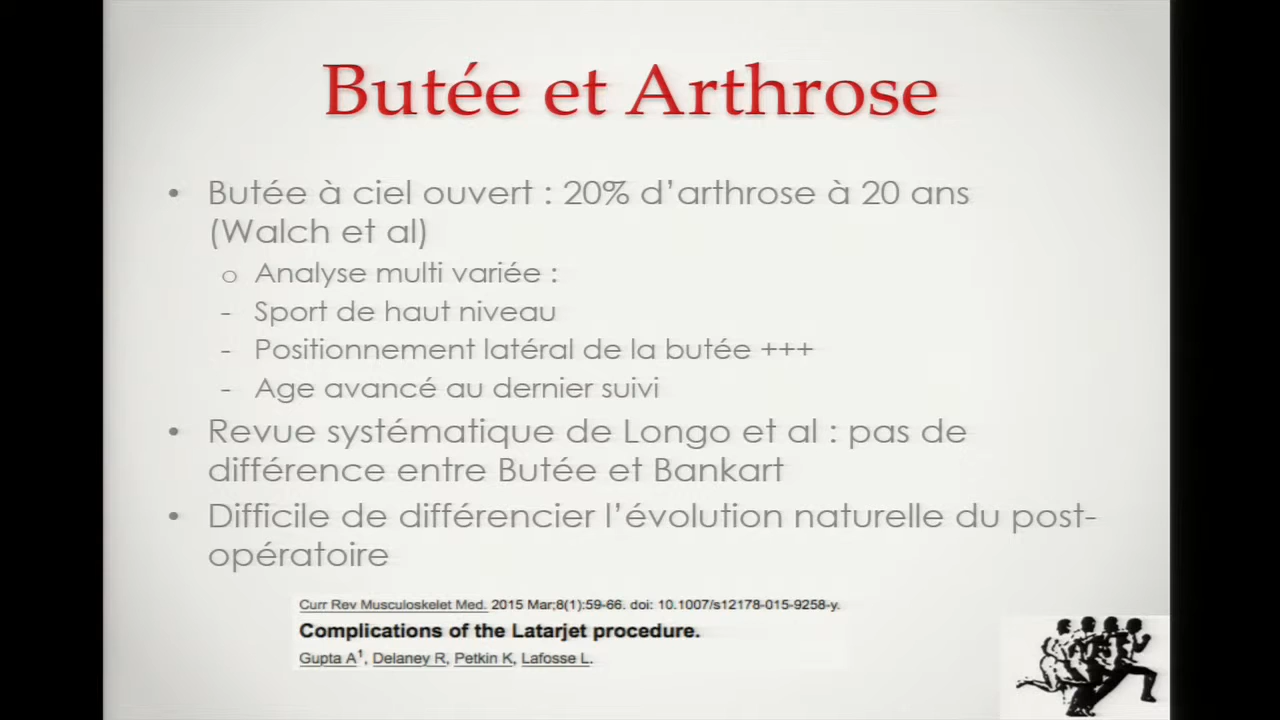 Butée et Arthrose
• Butée à ciel ouvert : 20% d’arthrose à 20 ans
(Walch et al)
o Analyse multi variée :
- Sport de haut niveau
- Positionnement latéral de la butée +++
- Age avancé au dernier suivi
• Revue systématique de Longo et al : pas de
différence entre Butée et Bankart
• Difficile de différencier l’évolution naturelle du post-
opératoire
Curr Rev Musculoskelet Med. 2015 Mar;8(1):59-66. doi: 10.1007/s12178-015-9258-y.
Complications of the Latarjet procedure.
Gupta A1, Delaney R, Petkin K, Lafosse L.